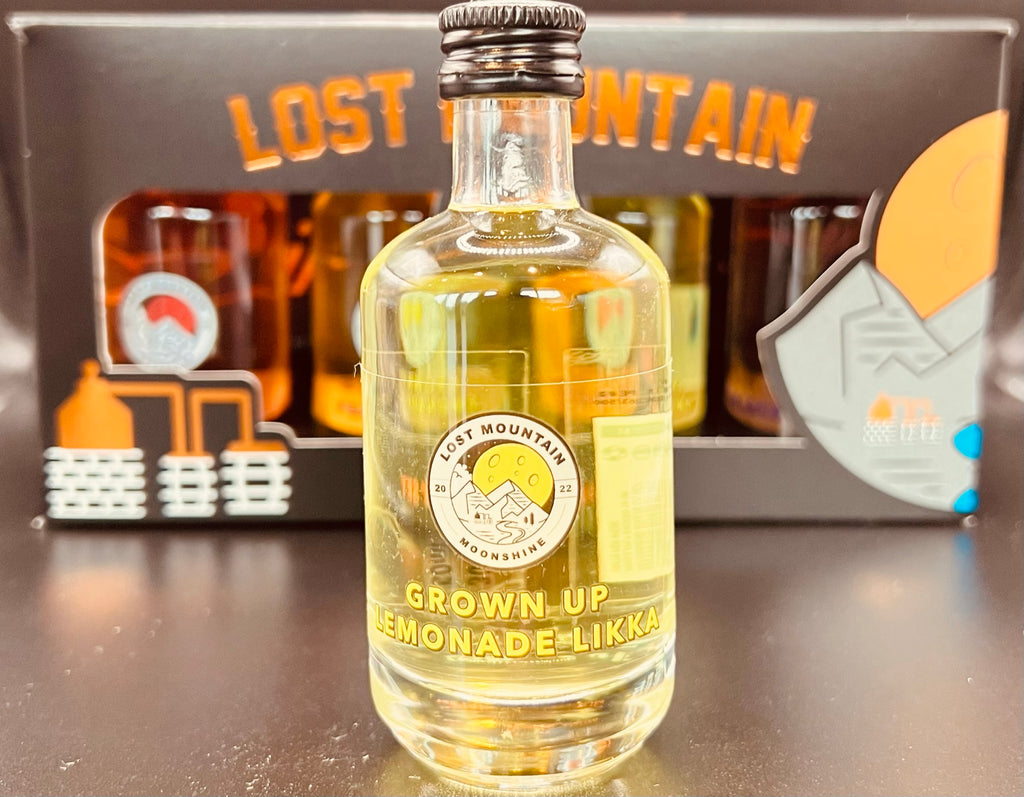 LOST MOUNTAIN
LOST MOUNTAIN
20 22
MOONSHINE
GROWN UP
LEMONADE LIKKA